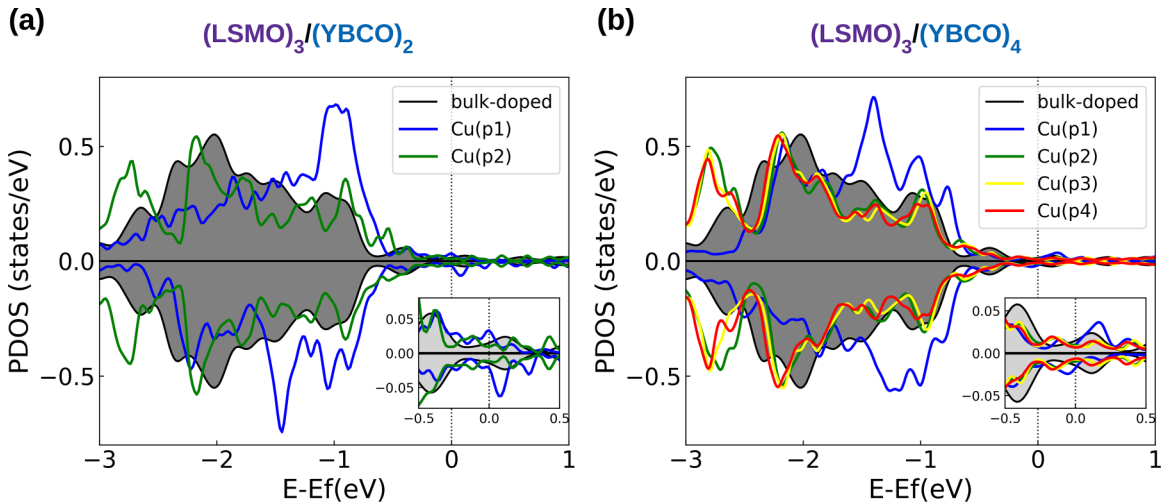 (a)
(LSMO)3/(YBCO)2
bulk-doped
Cu(p1)
Cu(p2)
PDOS (states/eV)
0.5
0.0
−0.5
−3
−2
−1
0
1
E-Ef(eV)
0.05
0.00
−0.05
−0.5
0.0
0.5
(b)
(LSMO)3/(YBCO)4
bulk-doped
Cu(p1)
Cu(p2)
Cu(p3)
Cu(p4)
PDOS (states/eV)
0.5
0.0
−0.5
−3
−2
−1
0
1
E-Ef(eV)
0.05
0.00
−0.05
−0.5
0.0
0.5